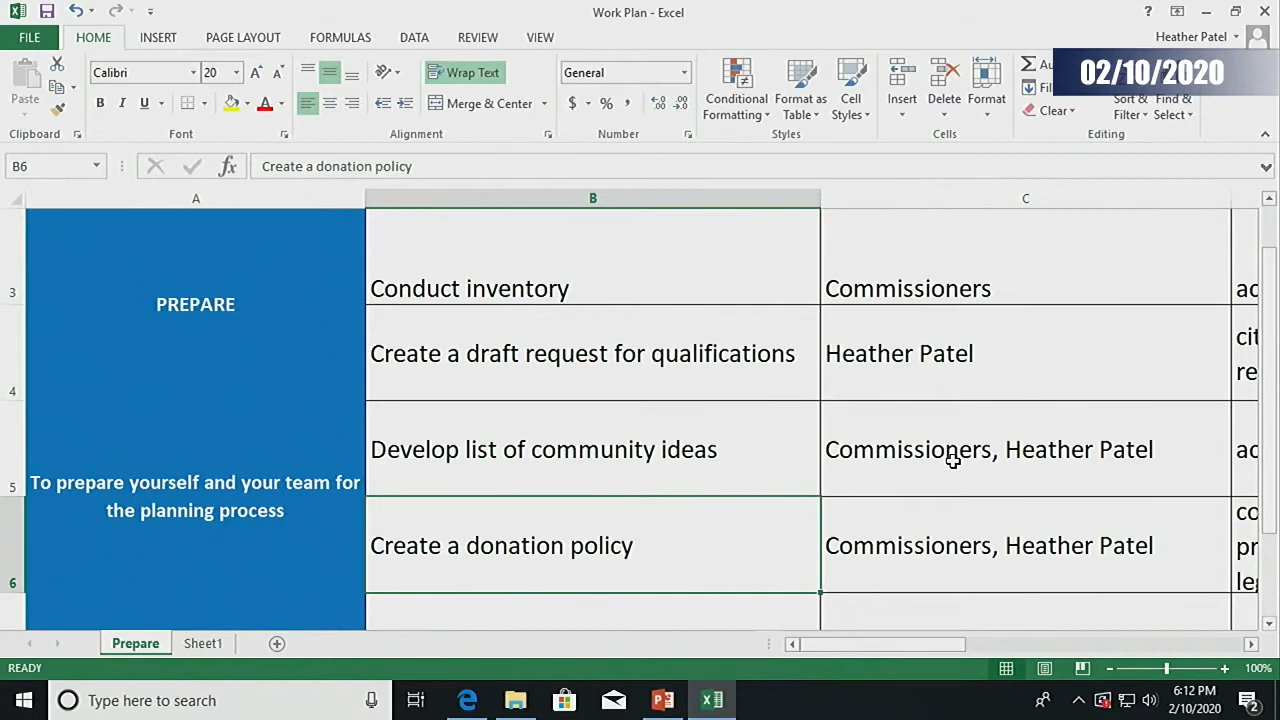 Work Plan - Excel
?
FILE HOME INSERT PAGE LAYOUT FORMULAS DATA REVIEW VIEW Heather Patel
02/10/2020
Paste
Calibri 20
A A
Wrap Text
General
B I U
A
Merge & Center
$ % ,
Conditional Formatting
Format as Table
Cell Styles
Insert Delete Format
Clear
Sort & Filter
Find & Select
Clipboard Font Alignment Number Styles Cells Editing
B6 fx Create a donation policy
A B C
3 PREPARE Conduct inventory Commissioners
4 Create a draft request for qualifications Heather Patel
5 To prepare yourself and your team for the planning process Develop list of community ideas Commissioners, Heather Patel
6 Create a donation policy Commissioners, Heather Patel
Prepare Sheet1
READY 100%
Type here to search
6:12 PM
2/10/2020
2